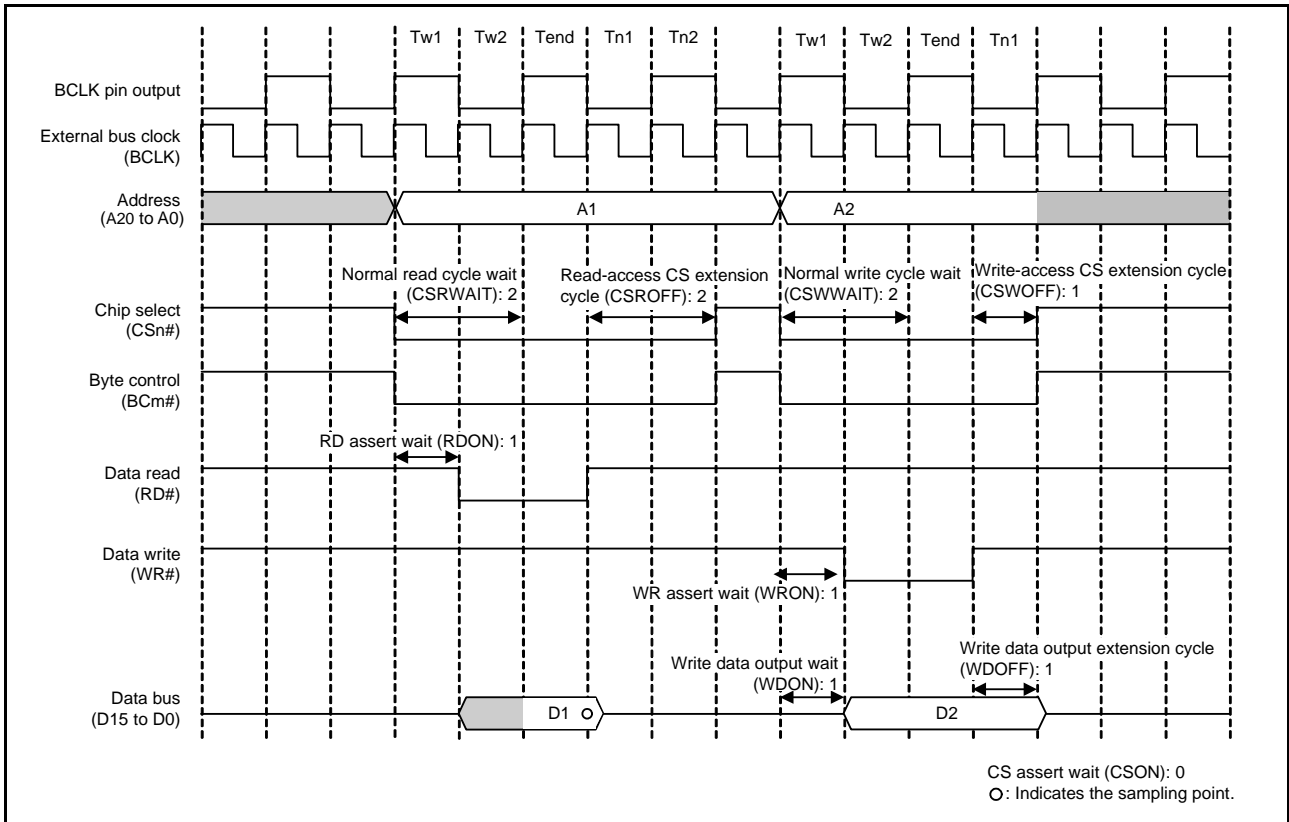 Tw1 Tw2 Tend Tn1 Tn2 Tw1 Tw2 Tend Tn1
BCLK pin output
External bus clock
(BCLK)
Address
(A20 to A0)
A1 A2
Normal read cycle wait
(CSRWAIT): 2
Read-access CS extension
cycle (CSROFF): 2
Normal write cycle wait
(CSWWAIT): 2
Write-access CS extension cycle
(CSWOFF): 1
Chip select
(CSn#)
Byte control
(BCm#)
RD assert wait (RDON): 1
Data read
(RD#)
Data write
(WR#)
WR assert wait (WRON): 1
Write data output wait
(WDON): 1
Write data output extension cycle
(WDOFF): 1
Data bus
(D15 to D0)
D1 D2
CS assert wait (CSON): 0
: Indicates the sampling point.